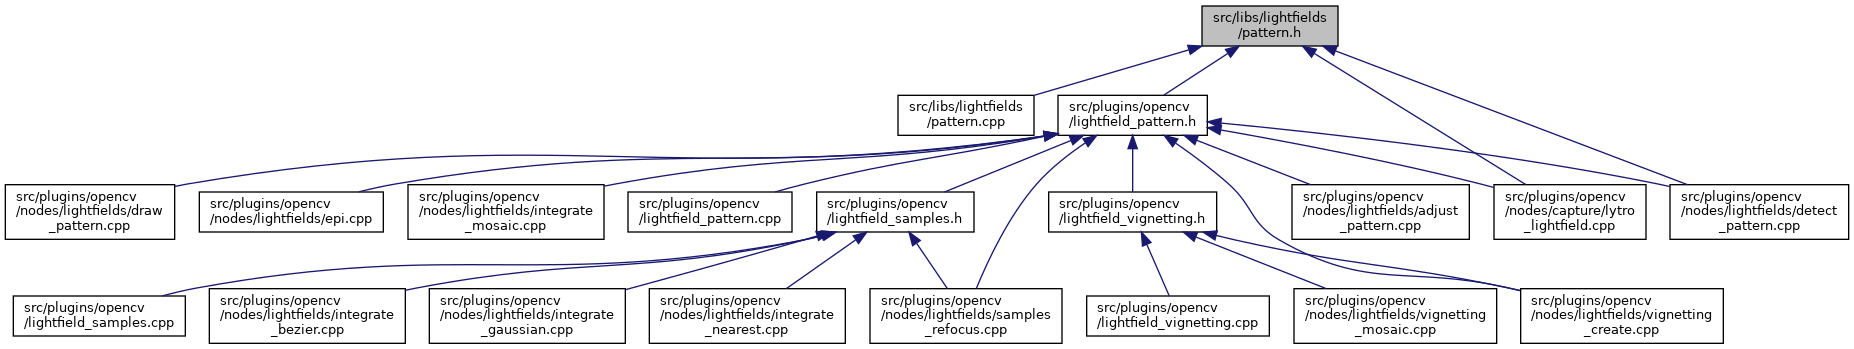 src/libs/lightfields
/pattern.h
src/libs/lightfields
/pattern.cpp
src/plugins/opencv
/lightfield_pattern.h
src/plugins/opencv
/nodes/lightfields/draw
_pattern.cpp
src/plugins/opencv
/nodes/lightfields/epi.cpp
src/plugins/opencv
/nodes/lightfields/integrate
_mosaic.cpp
src/plugins/opencv
/lightfield_pattern.cpp
src/plugins/opencv
/lightfield_samples.h
src/plugins/opencv
/lightfield_vignetting.h
src/plugins/opencv
/nodes/lightfields/adjust
_pattern.cpp
src/plugins/opencv
/nodes/capture/lytro
_lightfield.cpp
src/plugins/opencv
/nodes/lightfields/detect
_pattern.cpp
src/plugins/opencv
/lightfield_samples.cpp
src/plugins/opencv
/nodes/lightfields/integrate
_bezier.cpp
src/plugins/opencv
/nodes/lightfields/integrate
_gaussian.cpp
src/plugins/opencv
/nodes/lightfields/integrate
_nearest.cpp
src/plugins/opencv
/nodes/lightfields/samples
_refocus.cpp
src/plugins/opencv
/lightfield_vignetting.cpp
src/plugins/opencv
/nodes/lightfields/vignetting
_mosaic.cpp
src/plugins/opencv
/nodes/lightfields/vignetting
_create.cpp